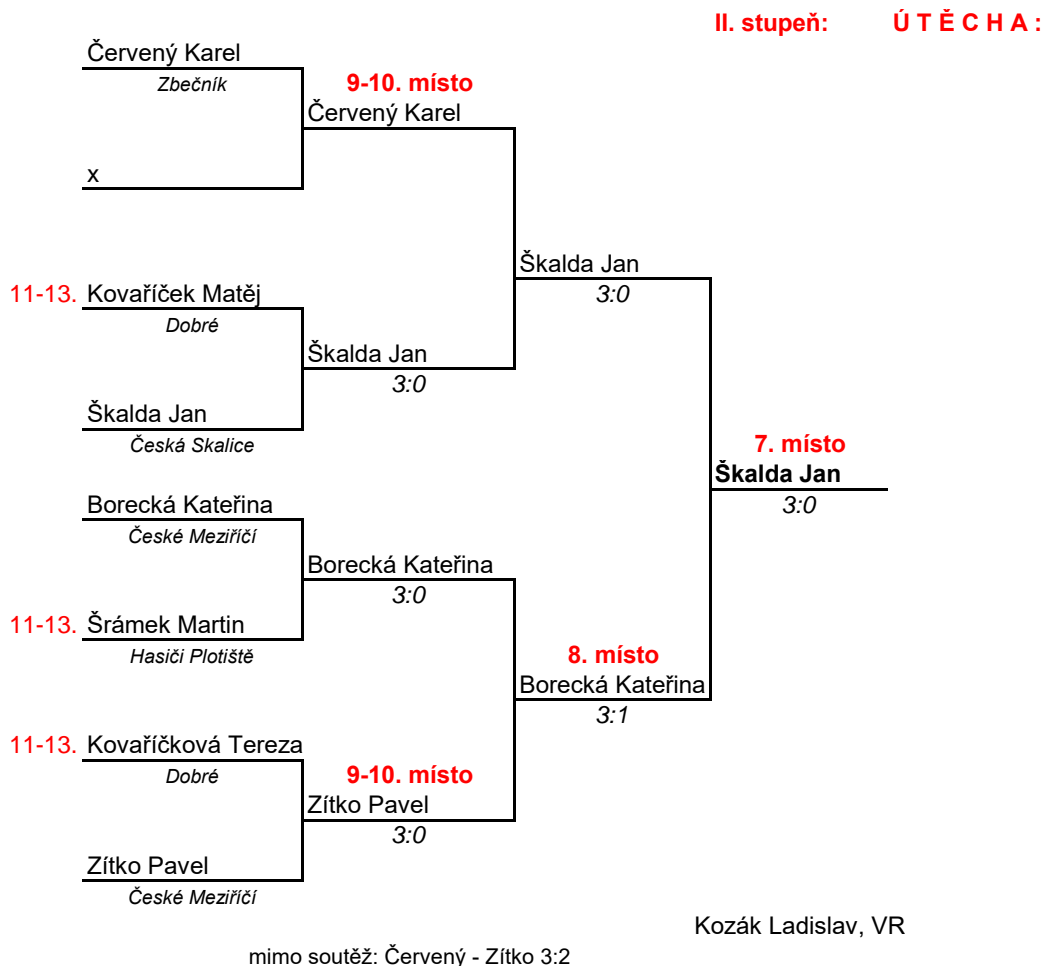 II. stupeň: Ú T Ě C H A :
Červený Karel
Zbečník
9-10. místo
Červený Karel
x
Škalda Jan
3:0
11-13. Kovaříček Matěj
Dobré
Škalda Jan
3:0
Škalda Jan
Česká Skalice
7. místo
Škalda Jan
3:0
Borecká Kateřina
České Meziříčí
Borecká Kateřina
3:0
11-13. Šrámek Martin
Hasiči Plotiště
8. místo
Borecká Kateřina
3:1
11-13. Kovaříčková Tereza
Dobré
9-10. místo
Zítko Pavel
3:0
Zítko Pavel
České Meziříčí
Kozák Ladislav, VR
mimo soutěž: Červený - Zítko 3:2